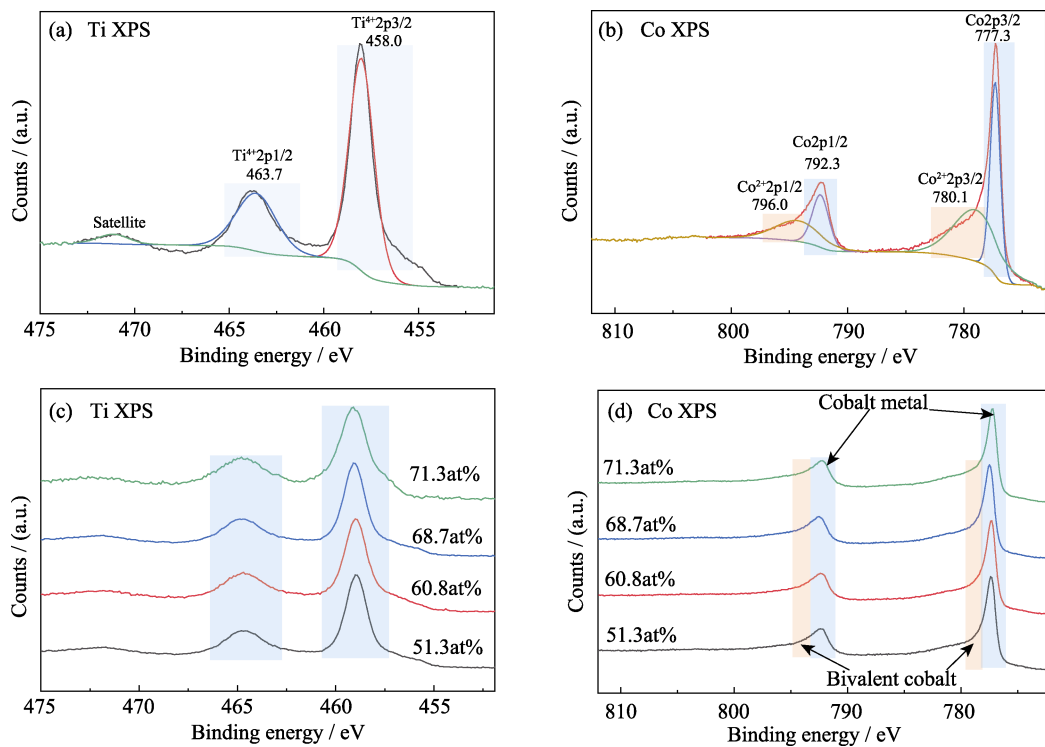 (a) Ti XPS
Ti⁴⁺2p3/2
458.0
Ti⁴⁺2p1/2
463.7
Satellite
Counts / (a.u.)
475 470 465 460 455
Binding energy / eV
(b) Co XPS
Co2p3/2
777.3
Co2p1/2
792.3
Co²⁺2p1/2
796.0
Co²⁺2p3/2
780.1
Counts / (a.u.)
810 800 790 780
Binding energy / eV
(c) Ti XPS
71.3at%
68.7at%
60.8at%
51.3at%
Counts / (a.u.)
475 470 465 460 455
Binding energy / eV
(d) Co XPS
Cobalt metal
71.3at%
68.7at%
60.8at%
51.3at%
Bivalent cobalt
Counts / (a.u.)
810 800 790 780
Binding energy / eV